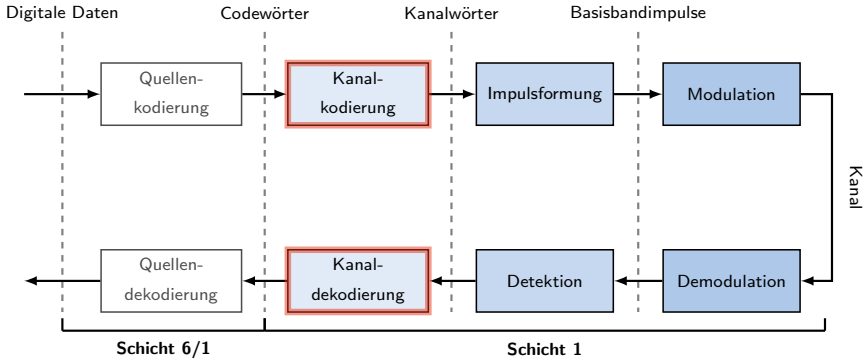 Digitale Daten
Codewörter
Kanalwörter
Basisbandimpulse
Quellen-
kodierung
Kanal-
kodierung
Impulsformung
Modulation
Kanal
Quellen-
dekodierung
Kanal-
dekodierung
Detektion
Demodulation
Schicht 6/1
Schicht 1